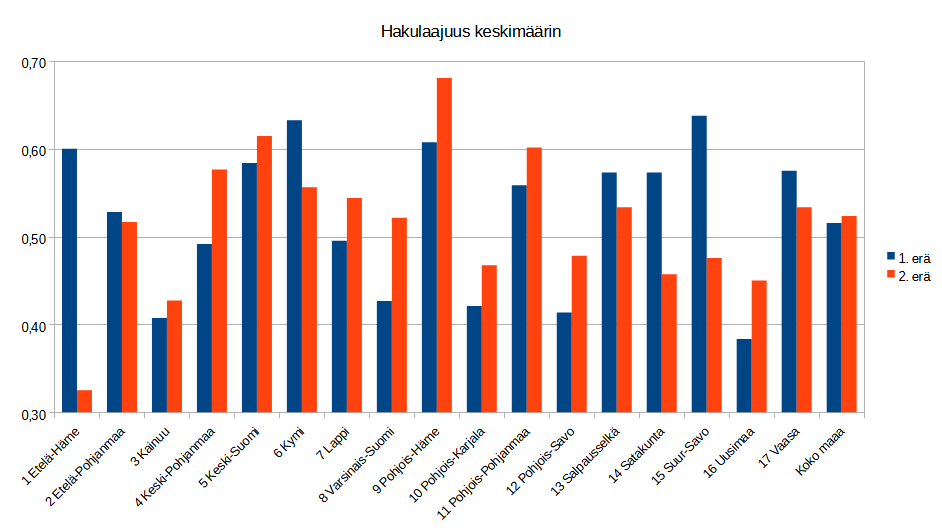 Hakulaajuus keskimäärin
0,70
0,60
0,50
0,40
0,30
1 Etelä-Häme
2 Etelä-Pohjanmaa
3 Kainuu
4 Keski-Pohjanmaa
5 Keski-Suomi
6 Kymi
7 Lappi
8 Varsinais-Suomi
9 Pohjois-Häme
10 Pohjois-Karjala
11 Pohjois-Pohjanmaa
12 Pohjois-Savo
13 Salpausselkä
14 Satakunta
15 Suur-Savo
16 Uusimaa
17 Vaasa
Koko maaa
1. erä
2. erä